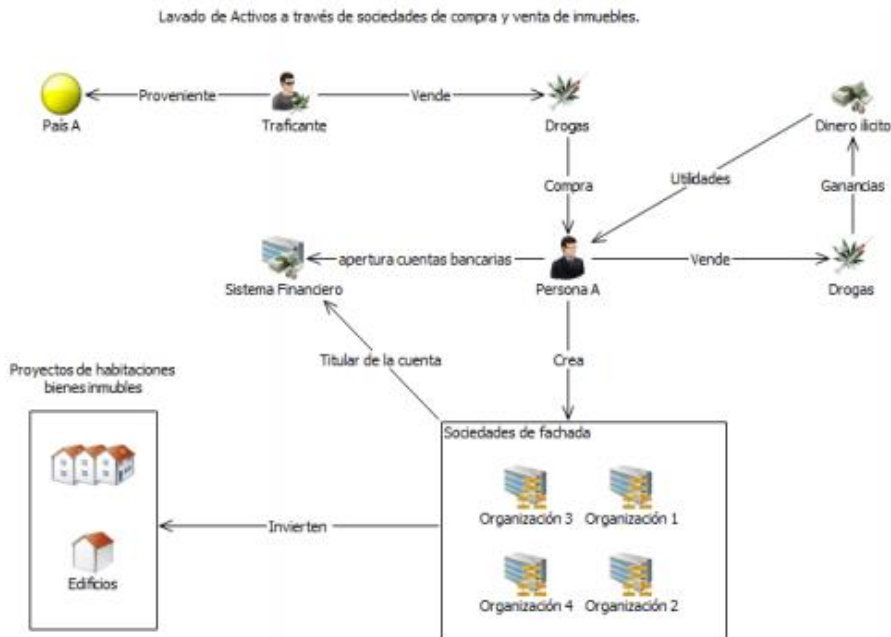 Lavado de Activos a través de sociedades de compra y venta de inmuebles.
Proveniente
Vende
País A
Traficante
Drogas
Dinero ilicito
Compra
Utilidades
Ganancias
apertura cuentas bancarias
Vende
Sistema Financiero
Persona A
Drogas
Titular de la cuenta
Crea
Proyectos de habitaciones
bienes inmubles
Sociedades de fachada
Organización 3
Organización 1
Invierten
Edificios
Organización 4
Organización 2